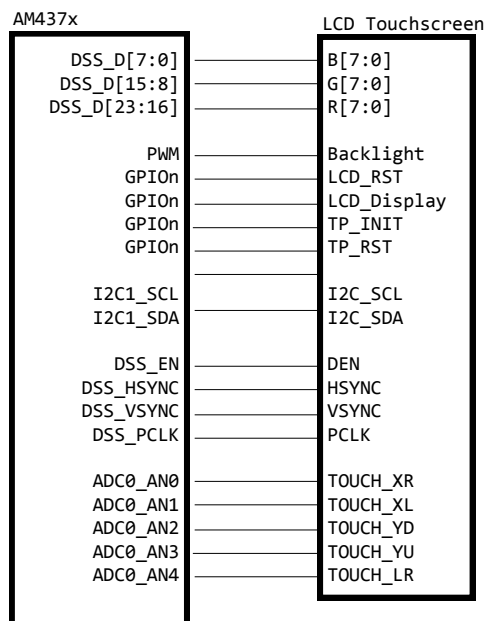 AM437x LCD Touchscreen
DSS_D[7:0] B[7:0]
DSS_D[15:8] G[7:0]
DSS_D[23:16] R[7:0]
PWM Backlight
GPIOn LCD_RST
GPIOn LCD_Display
GPIOn TP_INIT
GPIOn TP_RST
I2C1_SCL I2C_SCL
I2C1_SDA I2C_SDA
DSS_EN DEN
DSS_HSYNC HSYNC
DSS_VSYNC VSYNC
DSS_PCLK PCLK
ADC0_AN0 TOUCH_XR
ADC0_AN1 TOUCH_XL
ADC0_AN2 TOUCH_YD
ADC0_AN3 TOUCH_YU
ADC0_AN4 TOUCH_LR